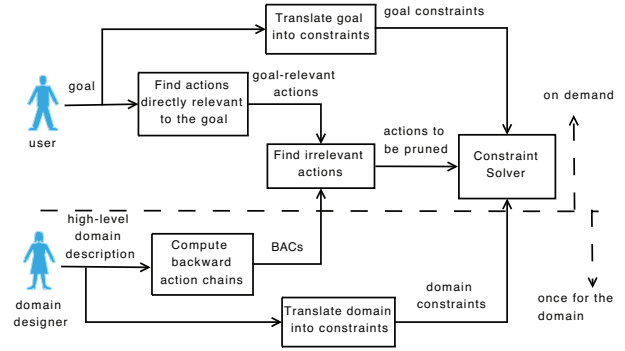 Translate goal
into constraints
goal constraints
goal
Find actions
directly relevant
to the goal
goal-relevant
actions
user
on demand
actions to
be pruned
Find irrelevant
actions
Constraint
Solver
high-level
domain
description
Compute
backward
action chains
BACs
domain
designer
Translate domain
into constraints
domain
constraints
once for the
domain